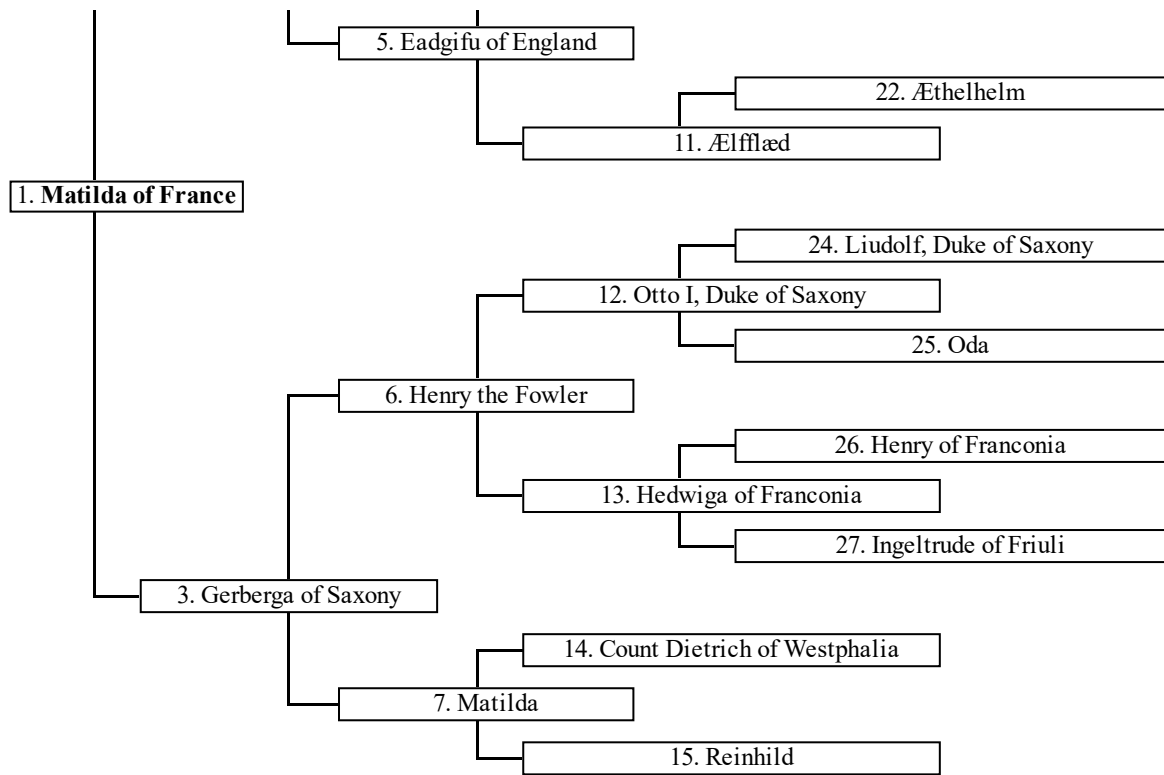 5. Eadgifu of England
22. Æthelhelm
11. Ælfflæd
1. Matilda of France
24. Liudolf, Duke of Saxony
12. Otto I, Duke of Saxony
25. Oda
6. Henry the Fowler
26. Henry of Franconia
13. Hedwiga of Franconia
27. Ingeltrude of Friuli
3. Gerberga of Saxony
14. Count Dietrich of Westphalia
7. Matilda
15. Reinhild